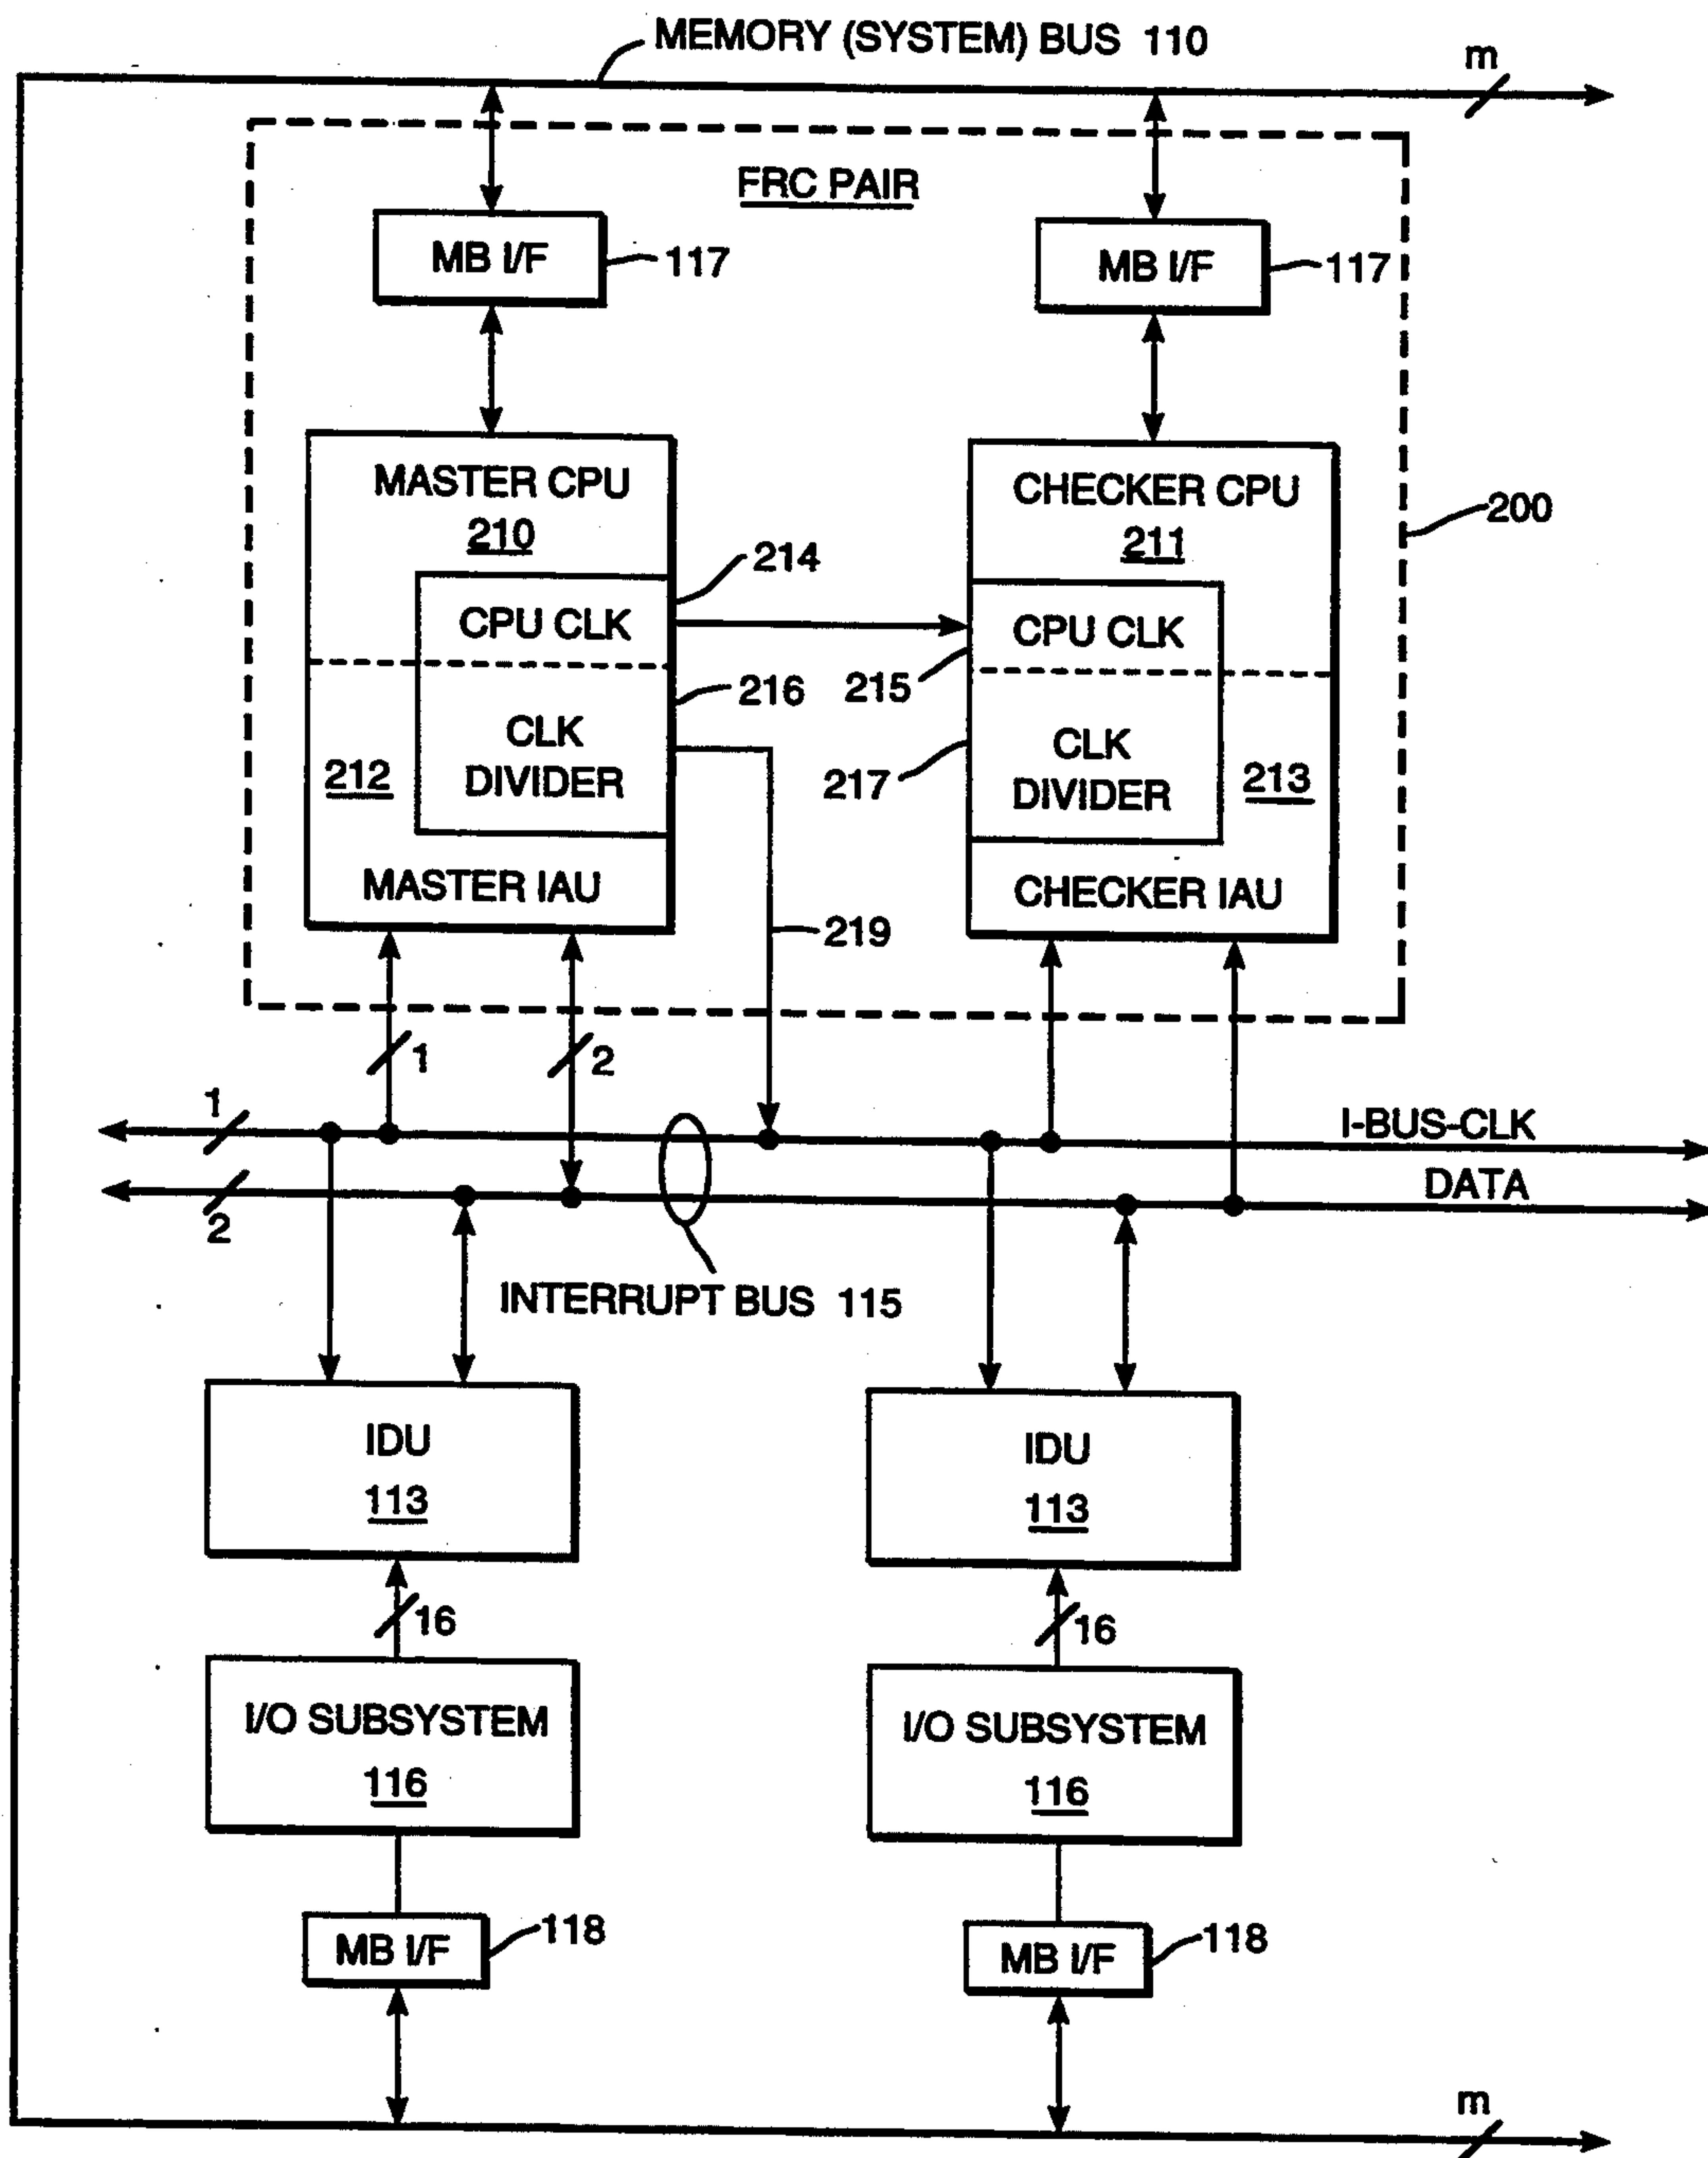 MEMORY (SYSTEM) BUS 110
m
FRC PAIR
MB I/F
117
MB I/F
117
MASTER CPU
210
CHECKER CPU
211
200
214
CPU CLK
CPU CLK
216
215
CLK
DIVIDER
212
CLK
DIVIDER
217
213
MASTER IAU
CHECKER IAU
219
1
2
1
I-BUS-CLK
2
DATA
INTERRUPT BUS 115
IDU
113
IDU
113
16
16
I/O SUBSYSTEM
116
I/O SUBSYSTEM
116
MB I/F
118
MB I/F
118
m